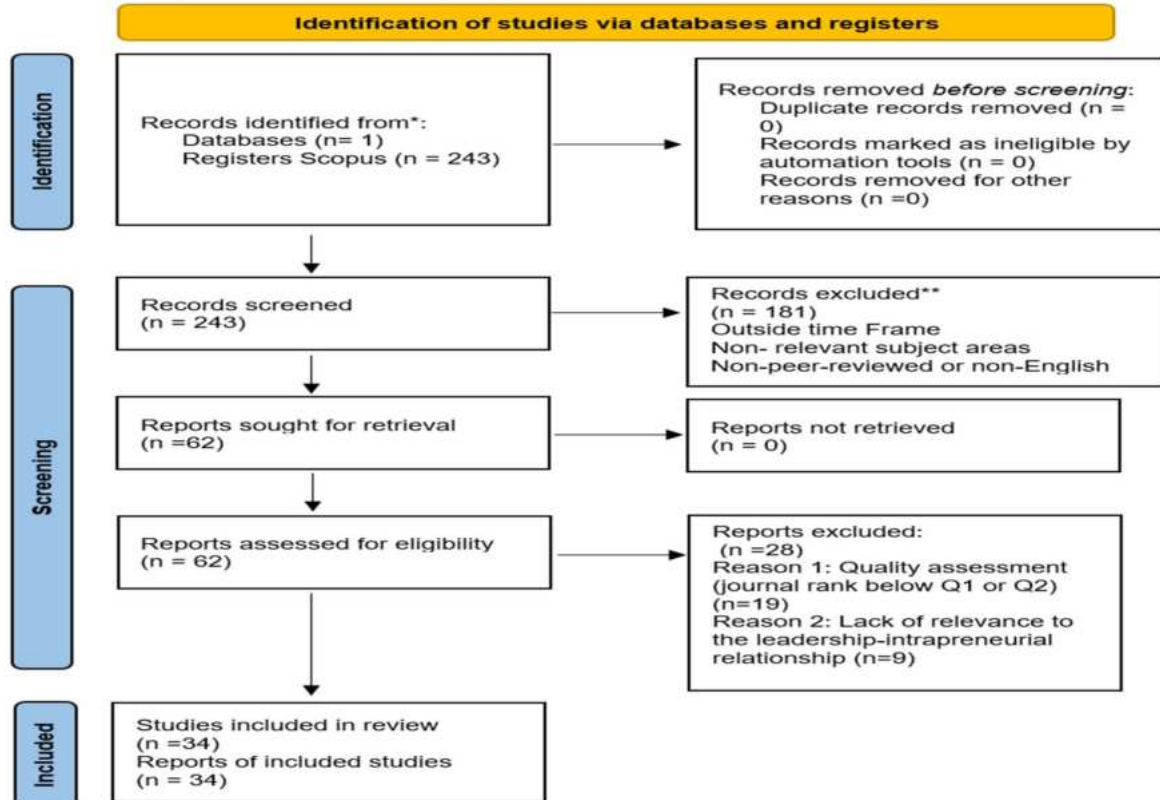 Identification of studies via databases and registers
Identification
Records identified from*:
Databases (n= 1)
Registers Scopus (n = 243)
Records removed before screening:
Duplicate records removed (n =
0)
Records marked as ineligible by
automation tools (n = 0)
Records removed for other
reasons (n =0)
Screening
Records screened
(n = 243)
Records excluded**
(n = 181)
Outside time Frame
Non- relevant subject areas
Non-peer-reviewed or non-English
Reports sought for retrieval
(n =62)
Reports not retrieved
(n = 0)
Reports assessed for eligibility
(n = 62)
Reports excluded:
(n =28)
Reason 1: Quality assessment
(journal rank below Q1 or Q2)
(n=19)
Reason 2: Lack of relevance to
the leadership-intrapreneurial
relationship (n=9)
Included
Studies included in review
(n =34)
Reports of included studies
(n = 34)